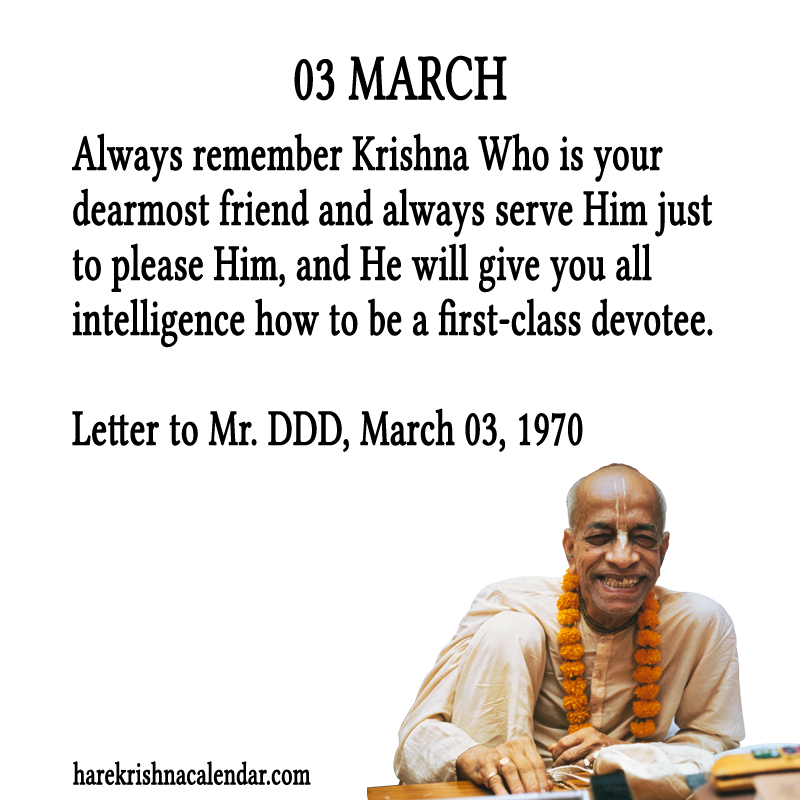 03 MARCH
Always remember Krishna Who is your
dearmost friend and always serve Him just
to please Him, and He will give you all
intelligence how to be a first-class devotee.
Letter to Mr. DDD, March 03, 1970
harekrishnacalendar.com